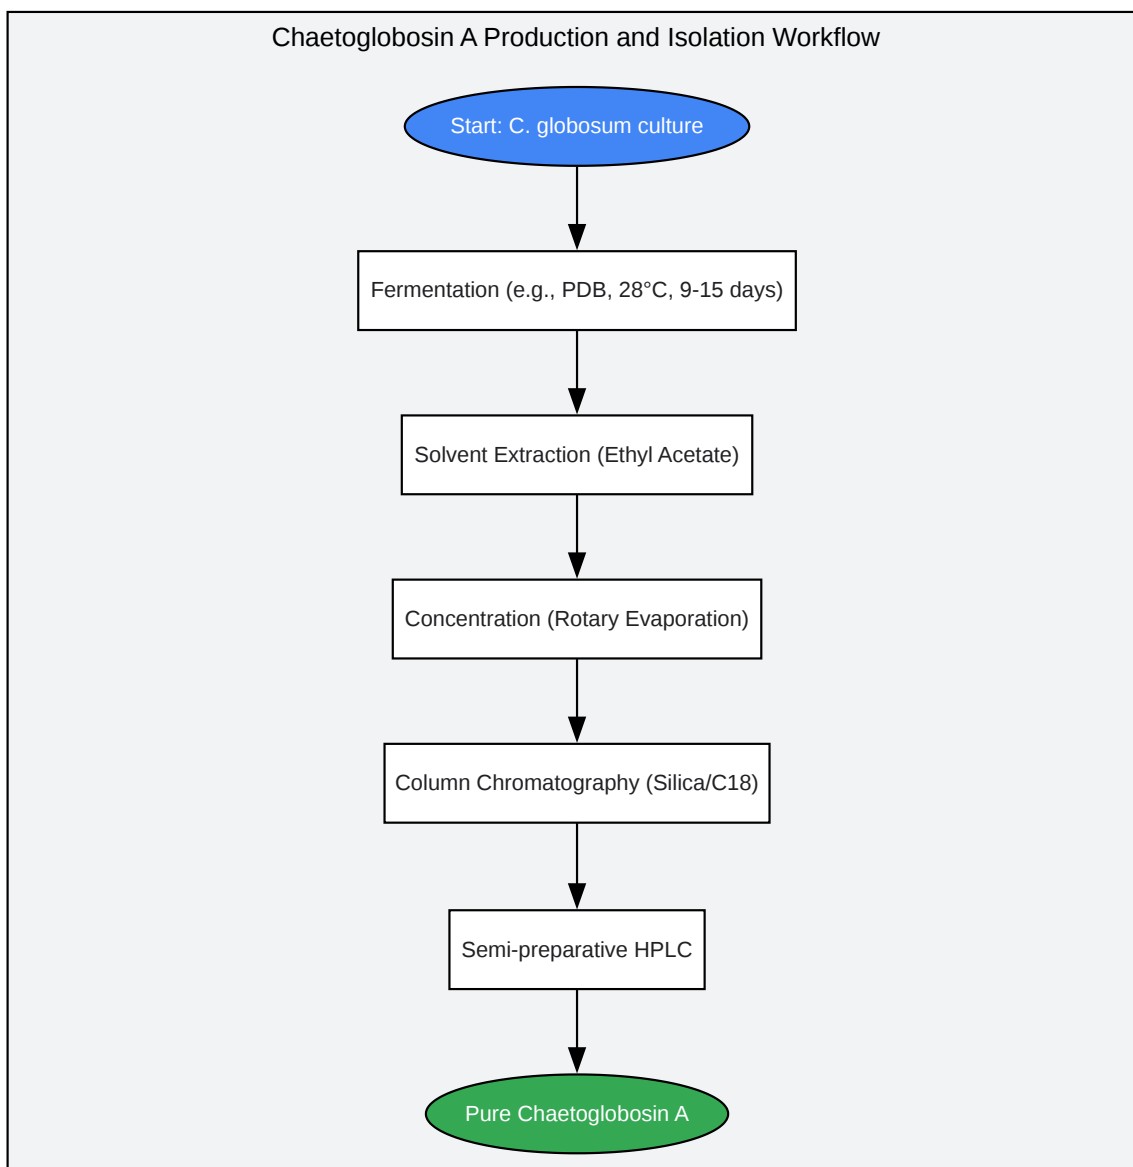 Chaetoglobosin A Production and Isolation Workflow
Start: C. globosum culture
Fermentation (e.g., PDB, 28°C, 9-15 days)
Solvent Extraction (Ethyl Acetate)
Concentration (Rotary Evaporation)
Column Chromatography (Silica/C18)
Semi-preparative HPLC
Pure Chaetoglobosin A